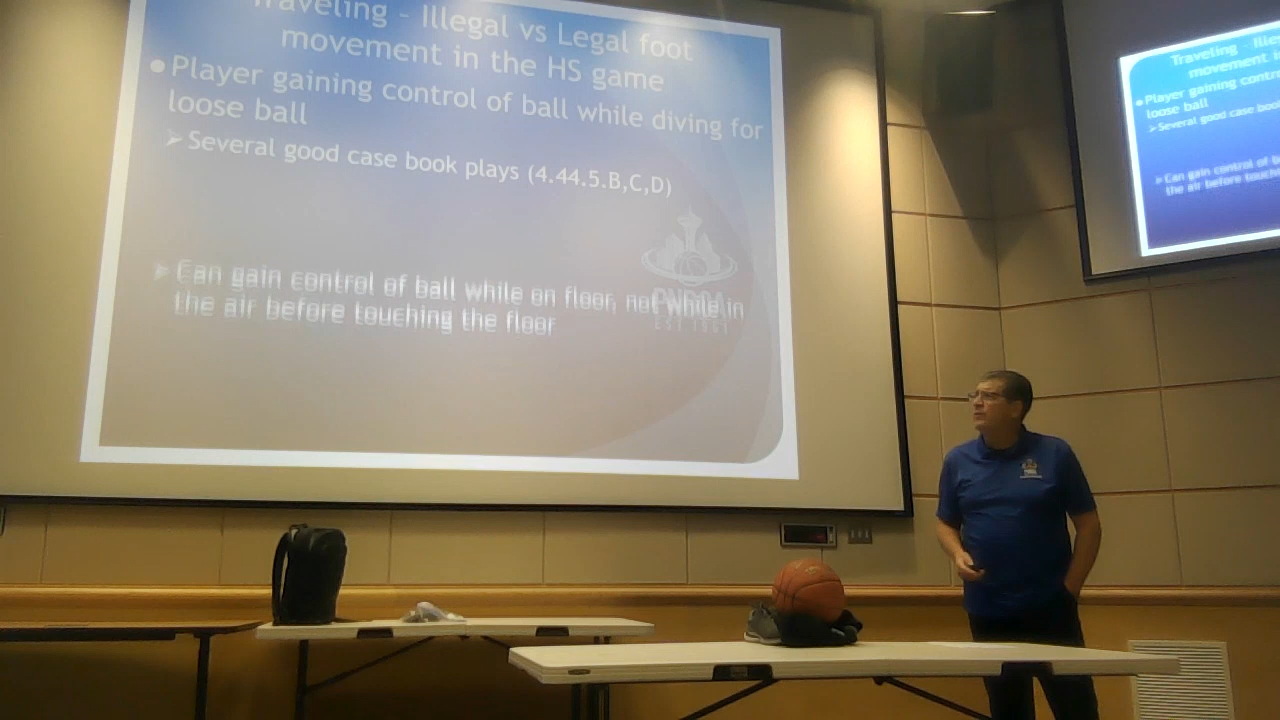 Traveling - Illegal vs Legal foot
movement in the HS game
Player gaining control of ball while diving for
loose ball
Several good case book plays (4.44.5.B,C,D)
Can gain control of ball while on floor, not while in
the air before touching the floor
EST 1961
Traveling - Ille
movement i
Player gaining contr
loose ball
Several good case boo
Can gain control of b
the air before touchin